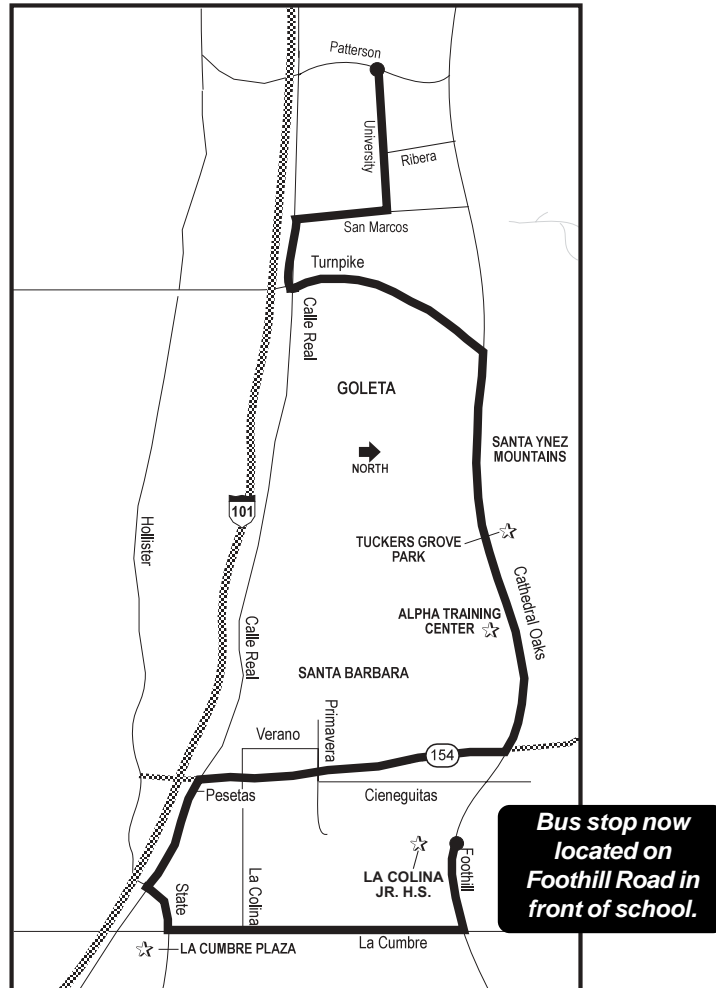 Patterson
University
Ribera
San Marcos
Turnpike
Calle Real
GOLETA
NORTH
SANTA YNEZ
MOUNTAINS
101
Hollister
TUCKERS GROVE
PARK
Cathedral Oaks
ALPHA TRAINING
CENTER
Calle Real
SANTA BARBARA
Primavera
Verano
154
Pesetas
Cieneguitas
Bus stop now
located on
Foothill Road in
front of school.
Foothill
LA COLINA
JR. H.S.
La Colina
State
La Cumbre
LA CUMBRE PLAZA